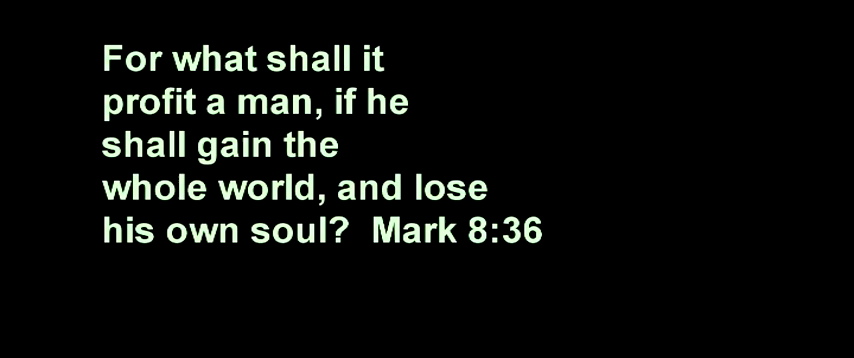 For what shall it
profit a man, if he
shall gain the
whole world, and lose
his own soul?  Mark 8:36